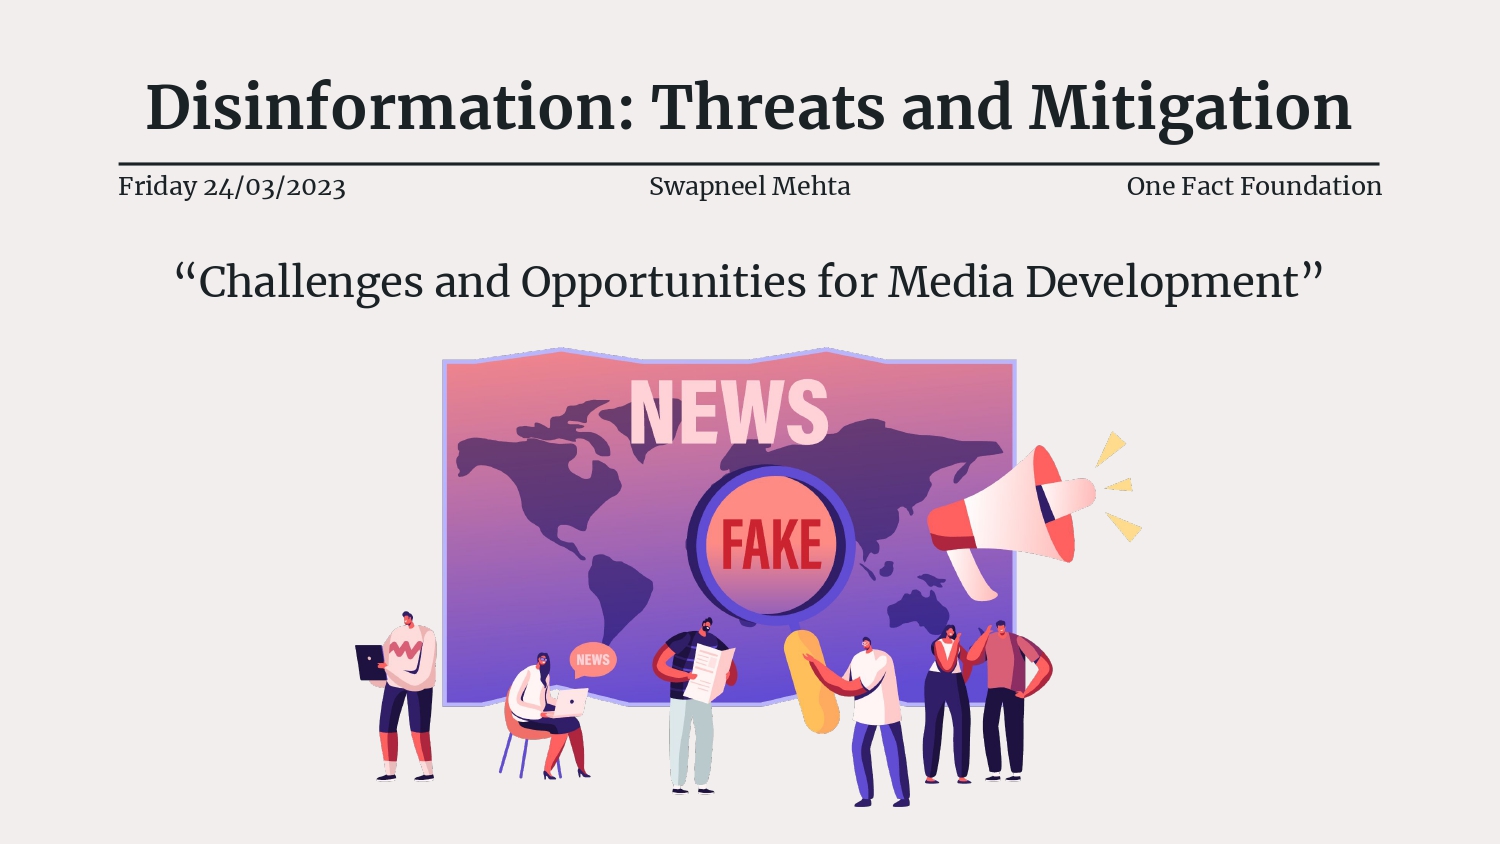 Disinformation: Threats and Mitigation
Friday 24/03/2023
Swapneel Mehta
One Fact Foundation
“Challenges and Opportunities for Media Development”
NEWS
FAKE
NEWS